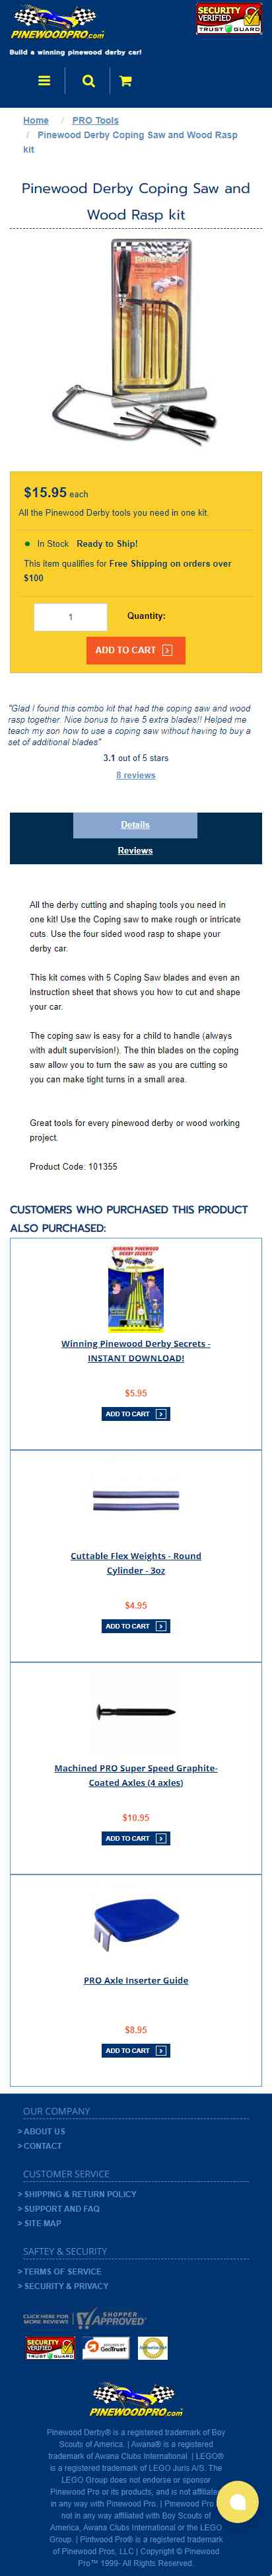 PINEWOODPRO.COM
SECURITY
VERIFIED
TRUST GUARD
Build a winning pinewood derby car!
Home / PRO Tools
/ Pinewood Derby Coping Saw and Wood Rasp
kit
Pinewood Derby Coping Saw and
Wood Rasp kit
$15.95 each
All the Pinewood Derby tools you need in one kit.
In Stock Ready to Ship!
This item qualifies for Free Shipping on orders over
$100
1 Quantity:
ADD TO CART
"Glad I found this combo kit that had the coping saw and wood
rasp together. Nice bonus to have 5 extra blades!! Helped me
teach my son how to use a coping saw without having to buy a
set of additional blades"
3.1 out of 5 stars
8 reviews
Details
Reviews
All the derby cutting and shaping tools you need in
one kit! Use the Coping saw to make rough or intricate
cuts. Use the four sided wood rasp to shape your
derby car.
This kit comes with 5 Coping Saw blades and even an
instruction sheet that shows you how to cut and shape
your car.
The coping saw is easy for a child to handle (always
with adult supervision!). The thin blades on the coping
saw allow you to turn the saw as you are cutting so
you can make tight turns in a small area.
Great tools for every pinewood derby or wood working
project.
Product Code: 101355
CUSTOMERS WHO PURCHASED THIS PRODUCT
ALSO PURCHASED:
WINNING PINEWOOD
DERBY SECRETS
Winning Pinewood Derby Secrets -
INSTANT DOWNLOAD!
$5.95
ADD TO CART
Cuttable Flex Weights - Round
Cylinder - 3oz
$4.95
ADD TO CART
Machined PRO Super Speed Graphite-
Coated Axles (4 axles)
$10.95
ADD TO CART
PRO Axle Inserter Guide
$8.95
ADD TO CART
OUR COMPANY
> ABOUT US
> CONTACT
CUSTOMER SERVICE
> SHIPPING & RETURN POLICY
> SUPPORT AND FAQ
> SITE MAP
SAFTEY & SECURITY
> TERMS OF SERVICE
> SECURITY & PRIVACY
CLICK HERE FOR
MORE REVIEWS
SHOPPER
APPROVED
SECURITY
VERIFIED
TRUST GUARD
GeoTrust
PINEWOODPRO.COM
Pinewood Derby® is a registered trademark of Boy
Scouts of America. | Awana® is a registered
trademark of Awana Clubs International. | LEGO®
is a registered trademark of LEGO Juris A/S. The
LEGO Group does not endorse or sponsor
Pinewood Pro or its products, and is not affiliated
in any way with Pinewood Pro. | Pinewood Pro is
not in any way affiliated with Boy Scouts of
America, Awana Clubs International or the LEGO
Group. | Pintwood Pro® is a registered trademark
of Pinewood Pros, LLC | Copyright © Pinewood
Pro™ 1999- All Rights Reserved.